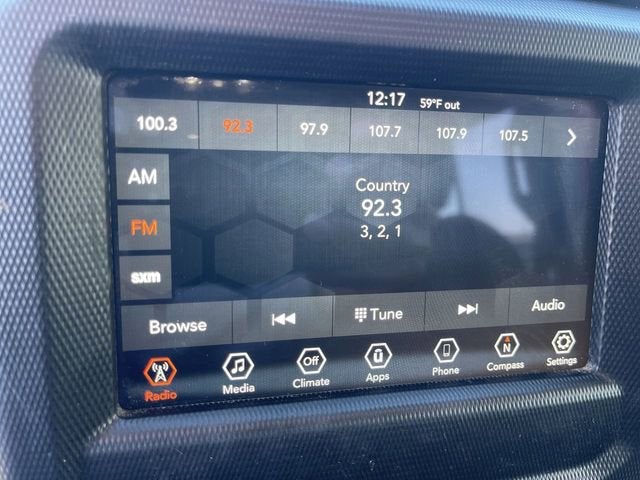 12:17 59°F out
100.3 92.3 97.9 107.7 107.9 107.5
AM
Country
92.3
FM
3, 2, 1
sxm
Browse Tune Audio
Off N
Radio Media Climate Apps Phone Compass Settings